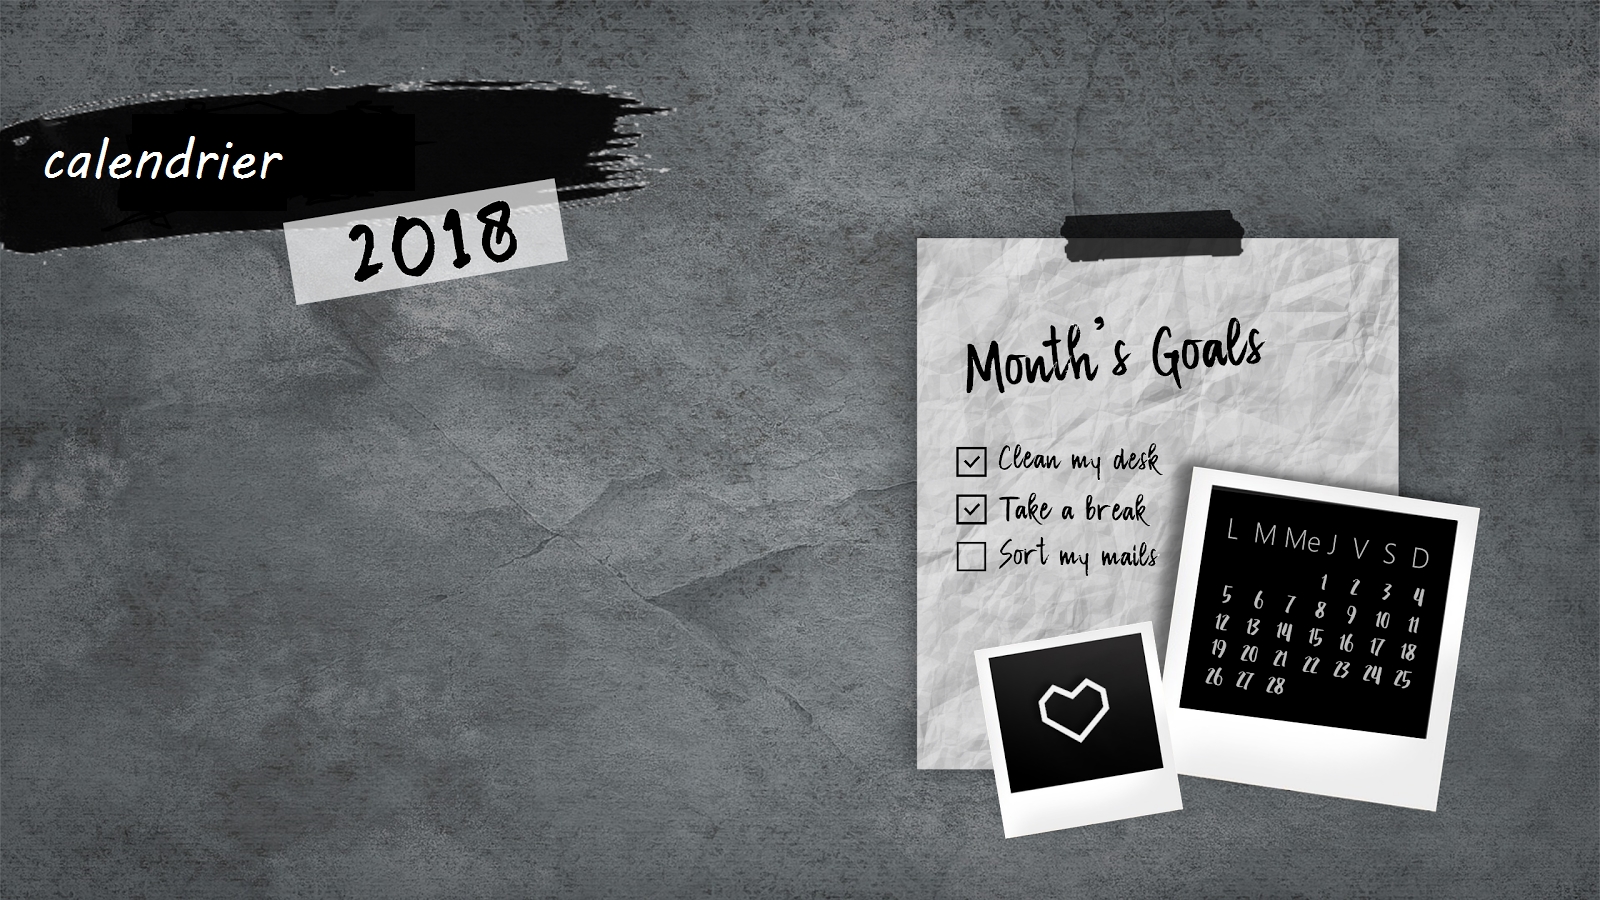 calendrier
2018
Month's Goals
Clean my desk
Take a break
Sort my mails
L M Me J V S D
1 2 3 4
5 6 7 8 9 10 11
12 13 14 15 16 17 18
19 20 21 22 23 24 25
26 27 28